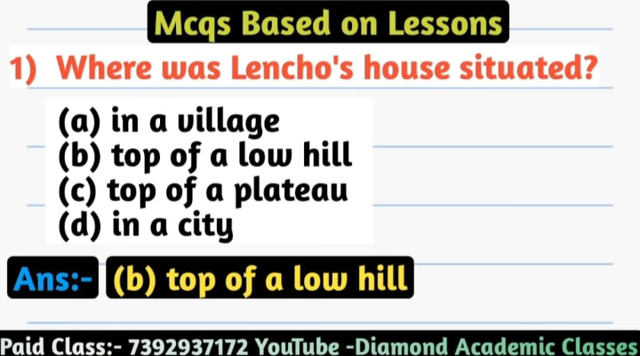 Mcqs Based on Lessons
1) Where was Lencho's house situated?
(a) in a village
(b) top of a low hill
(c) top of a plateau
(d) in a city
Ans:- (b) top of a low hill
Paid Class:- 7392937172 YouTube -Diamond Academic Classes